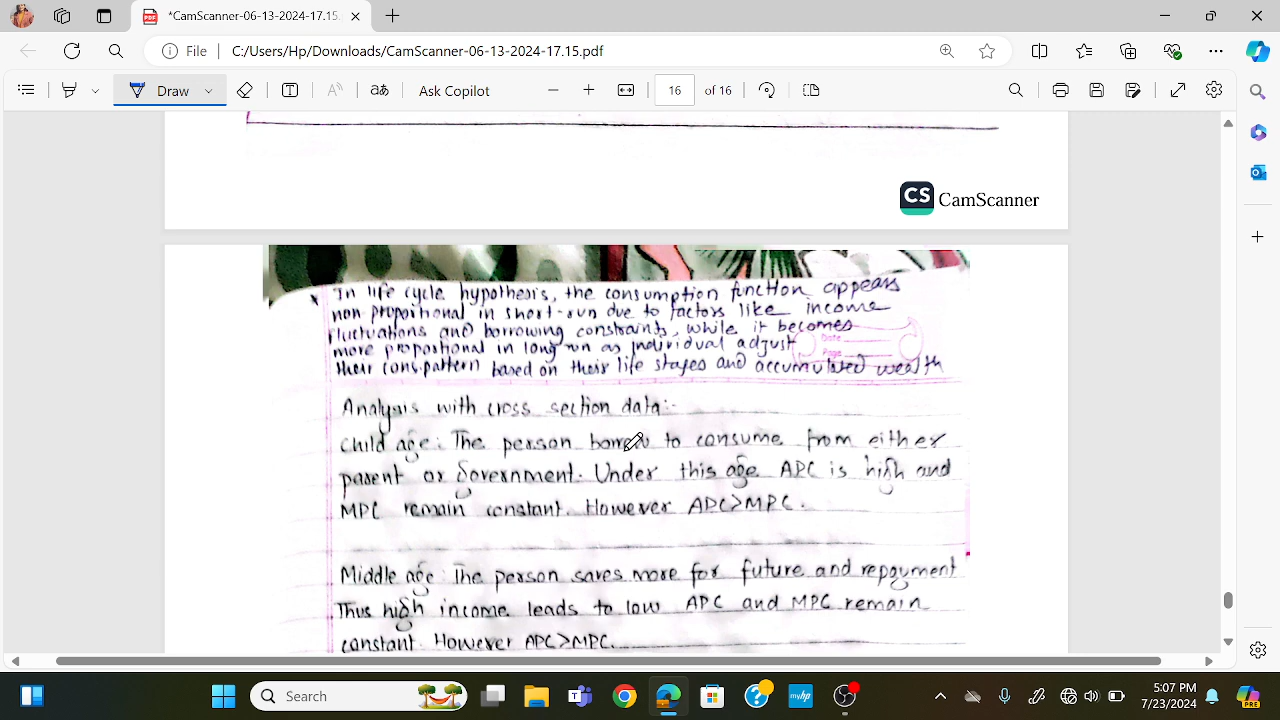 *CamScanner-06-13-2024-17.15
File C:/Users/Hp/Downloads/CamScanner-06-13-2024-17.15.pdf
Draw Ask Copilot 16 of 16
CS CamScanner
In life cycle hypothesis, the consumption function appears
non-proportional in short-run due to factors like income
fluctuations and borrowing constraints, while it becomes
more proportional in long run as individual adjust
Date
Page
their cons.pattern based on their life stages and accumulated wealth
Analysis with cross section data:-
Child age: The person borrow to consume from either
parent or Government. Under this age APC is high and
MPC remain constant. However APC>MPC.
Middle age: The person saves more for future and repayment
Thus high income leads to low APC and MPC remain
constant. However APC>MPC.
Search
myhp
PRE
5:07 PM
7/23/2024